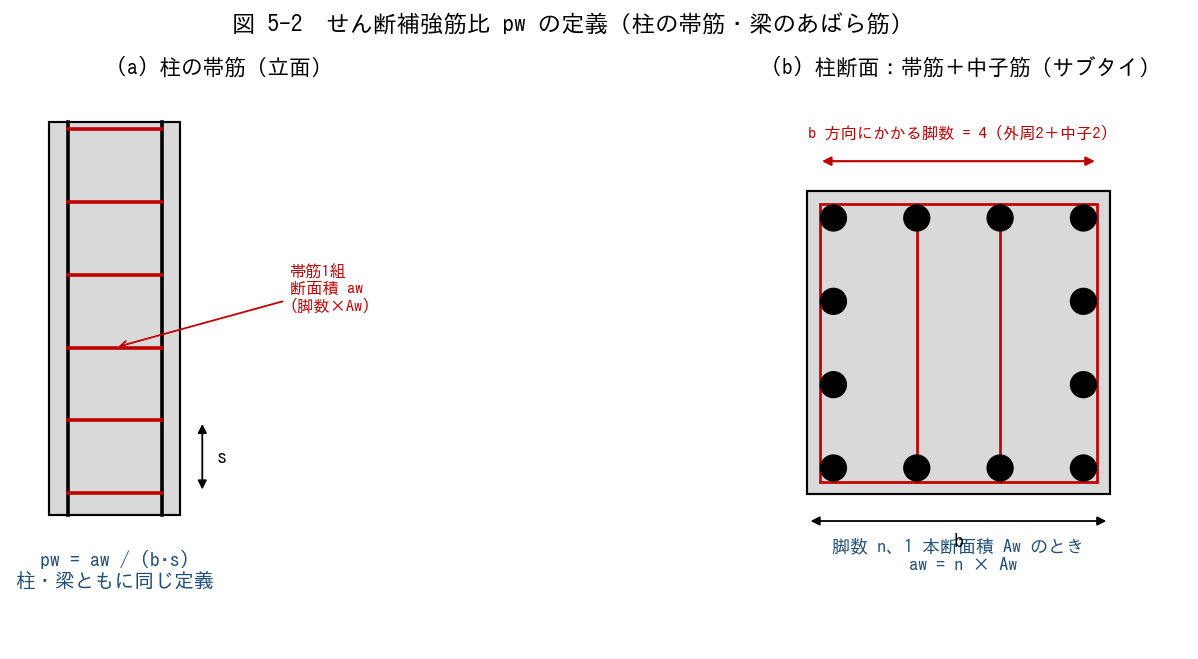 図 5-2　せん断補強筋比 pw の定義（柱の帯筋・梁のあばら筋）
(a) 柱の帯筋（立面）
(b) 柱断面：帯筋＋中子筋（サブタイ）
b 方向にかかる脚数 = 4（外周2＋中子2）
帯筋1組
断面積 aw
(脚数×Aw)
s
b
pw = aw / (b·s)
柱・梁ともに同じ定義
脚数 n、1 本断面積 Aw のとき
aw = n × Aw